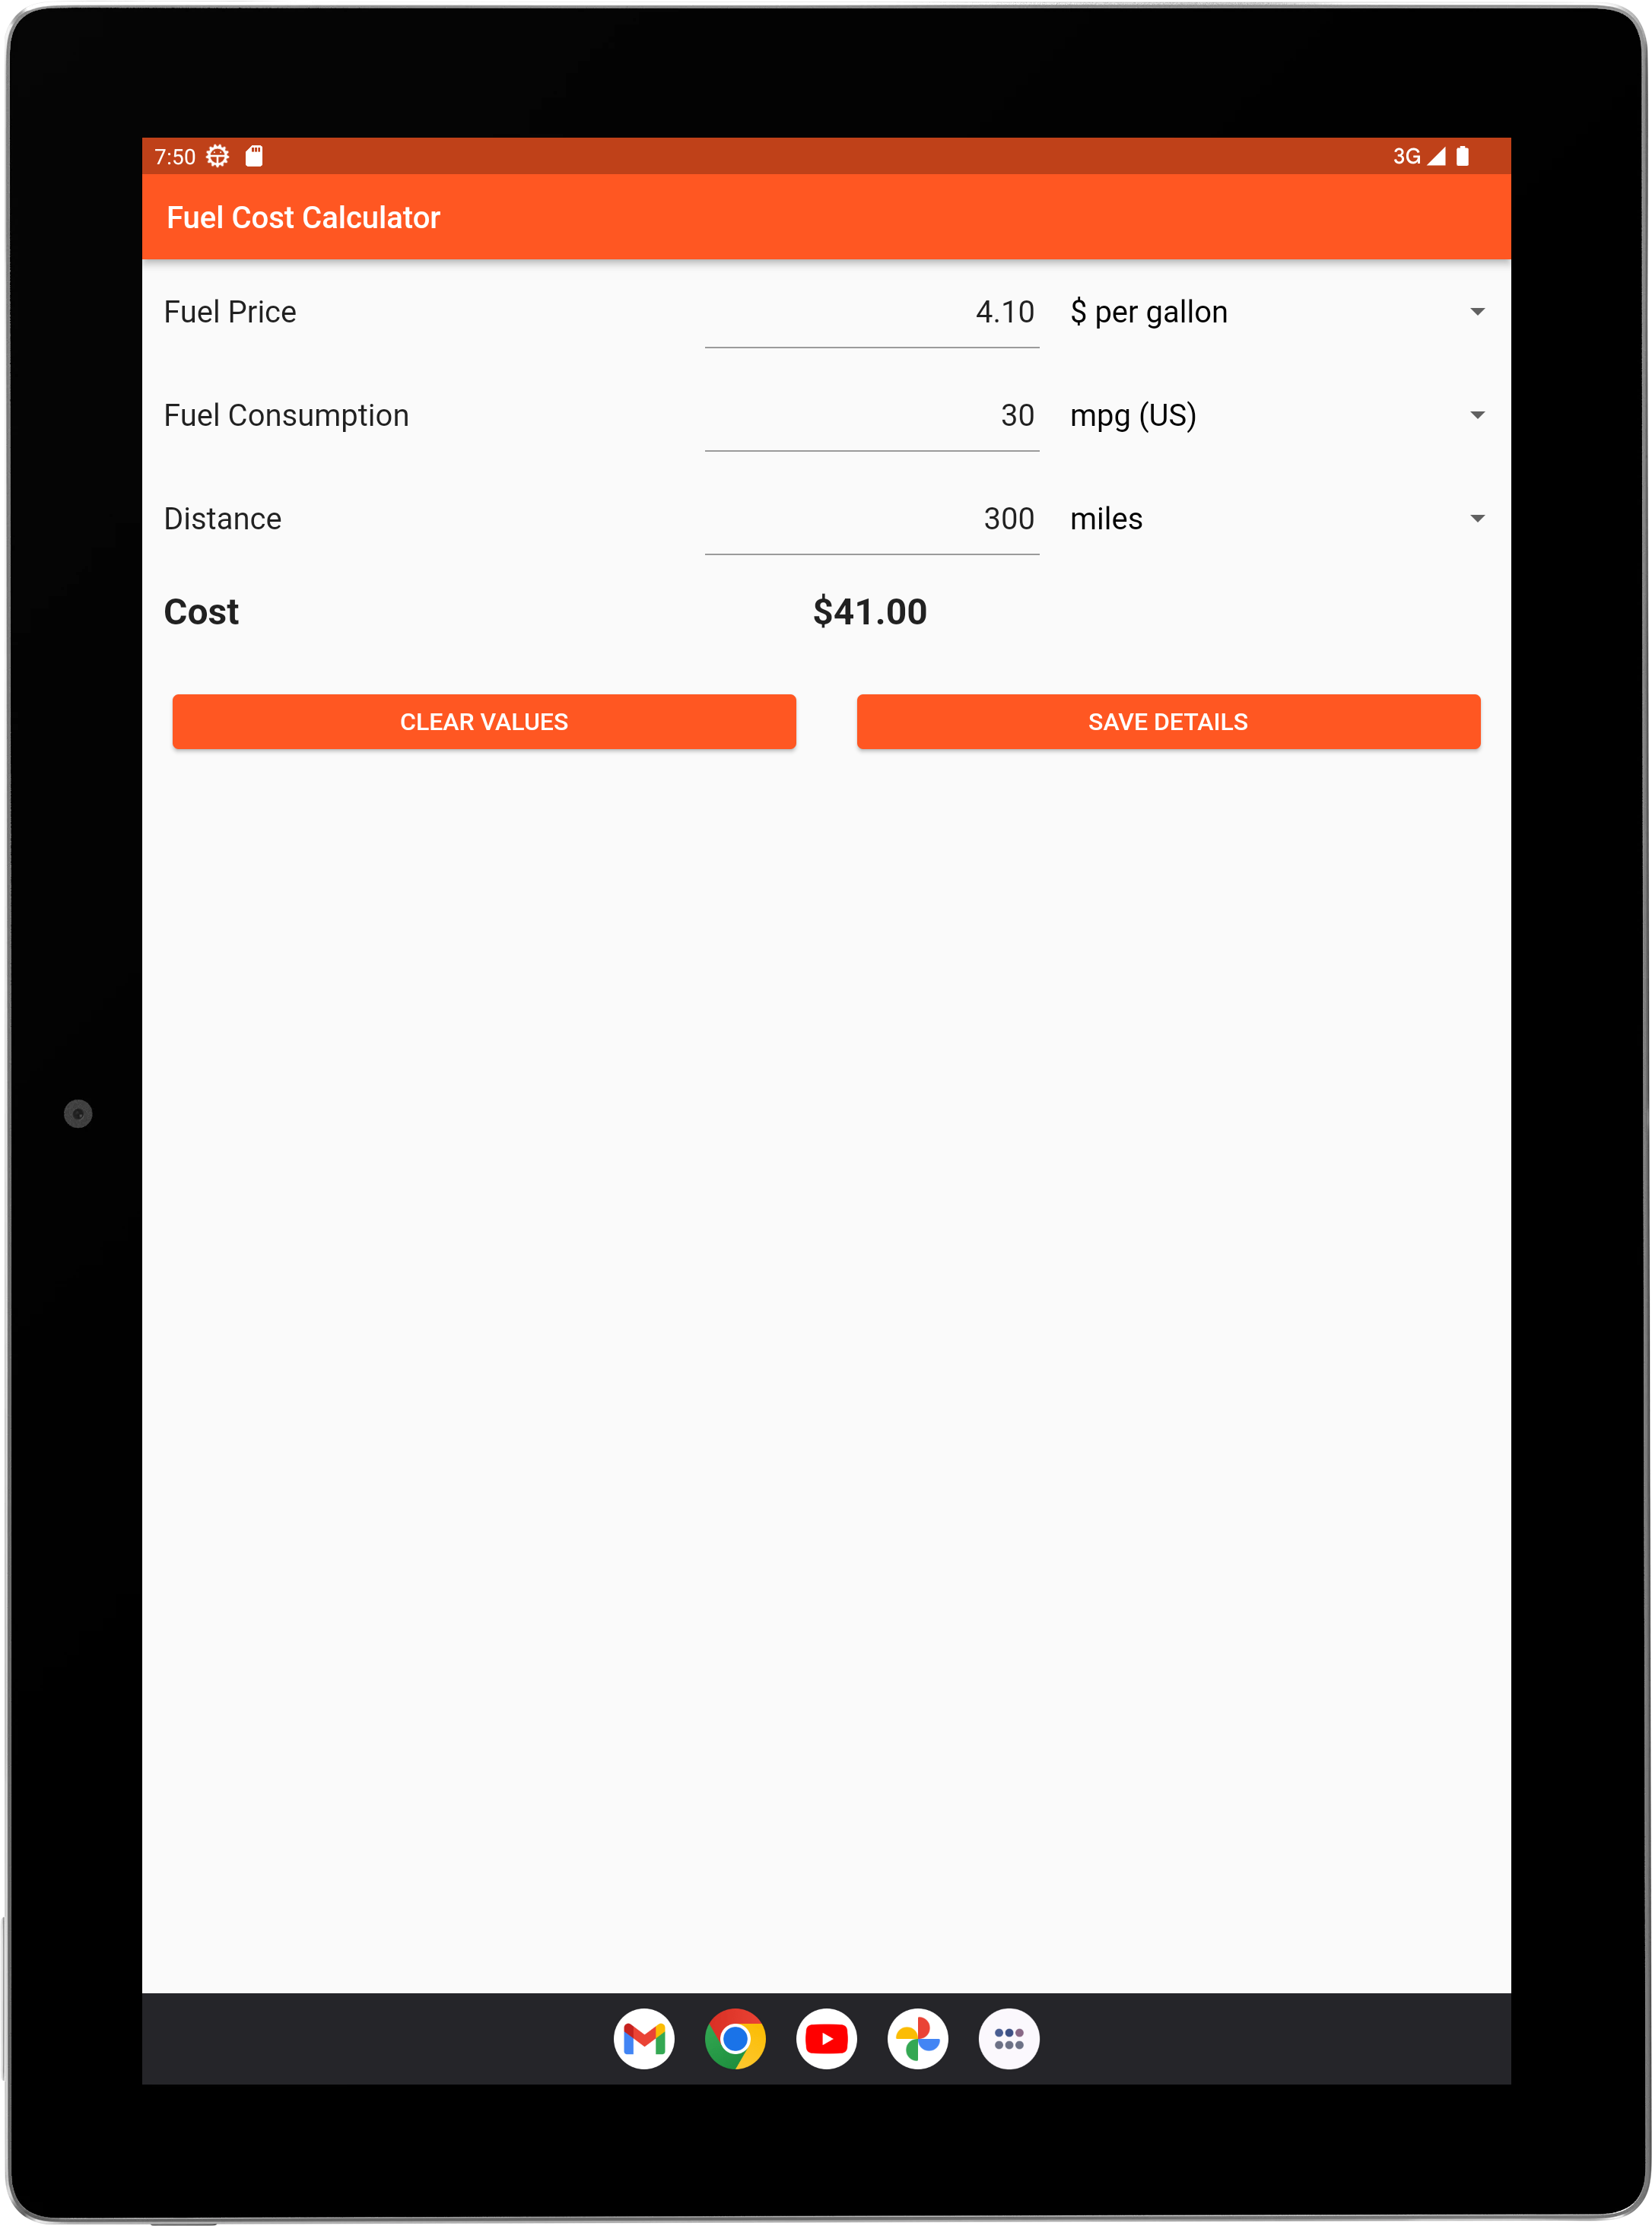 7:50 3G
Fuel Cost Calculator
Fuel Price 4.10 $ per gallon
Fuel Consumption 30 mpg (US)
Distance 300 miles
Cost $41.00
CLEAR VALUES SAVE DETAILS